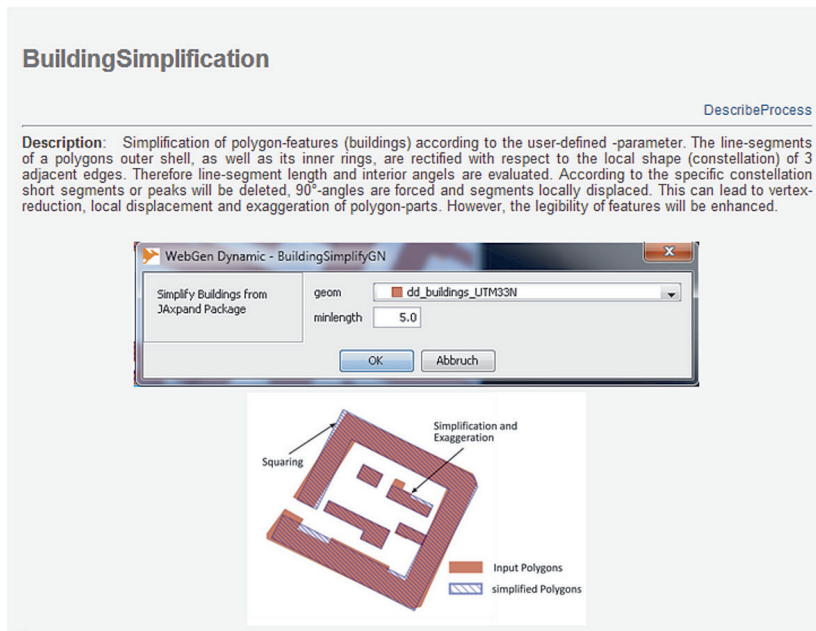 BuildingSimplification
DescribeProcess
Description: Simplification of polygon-features (buildings) according to the user-defined -parameter. The line-segments
of a polygons outer shell, as well as its inner rings, are rectified with respect to the local shape (constellation) of 3
adjacent edges. Therefore line-segment length and interior angels are evaluated. According to the specific constellation
short segments or peaks will be deleted, 90°-angles are forced and segments locally displaced. This can lead to vertex-
reduction, local displacement and exaggeration of polygon-parts. However, the legibility of features will be enhanced.
WebGen Dynamic - BuildingSimplifyGN
Simplify Buildings from
JAxpand Package
geom
dd_buildings_UTM33N
minlength
5.0
OK
Abbruch
Simplification and
Exaggeration
Squaring
Input Polygons
simplified Polygons